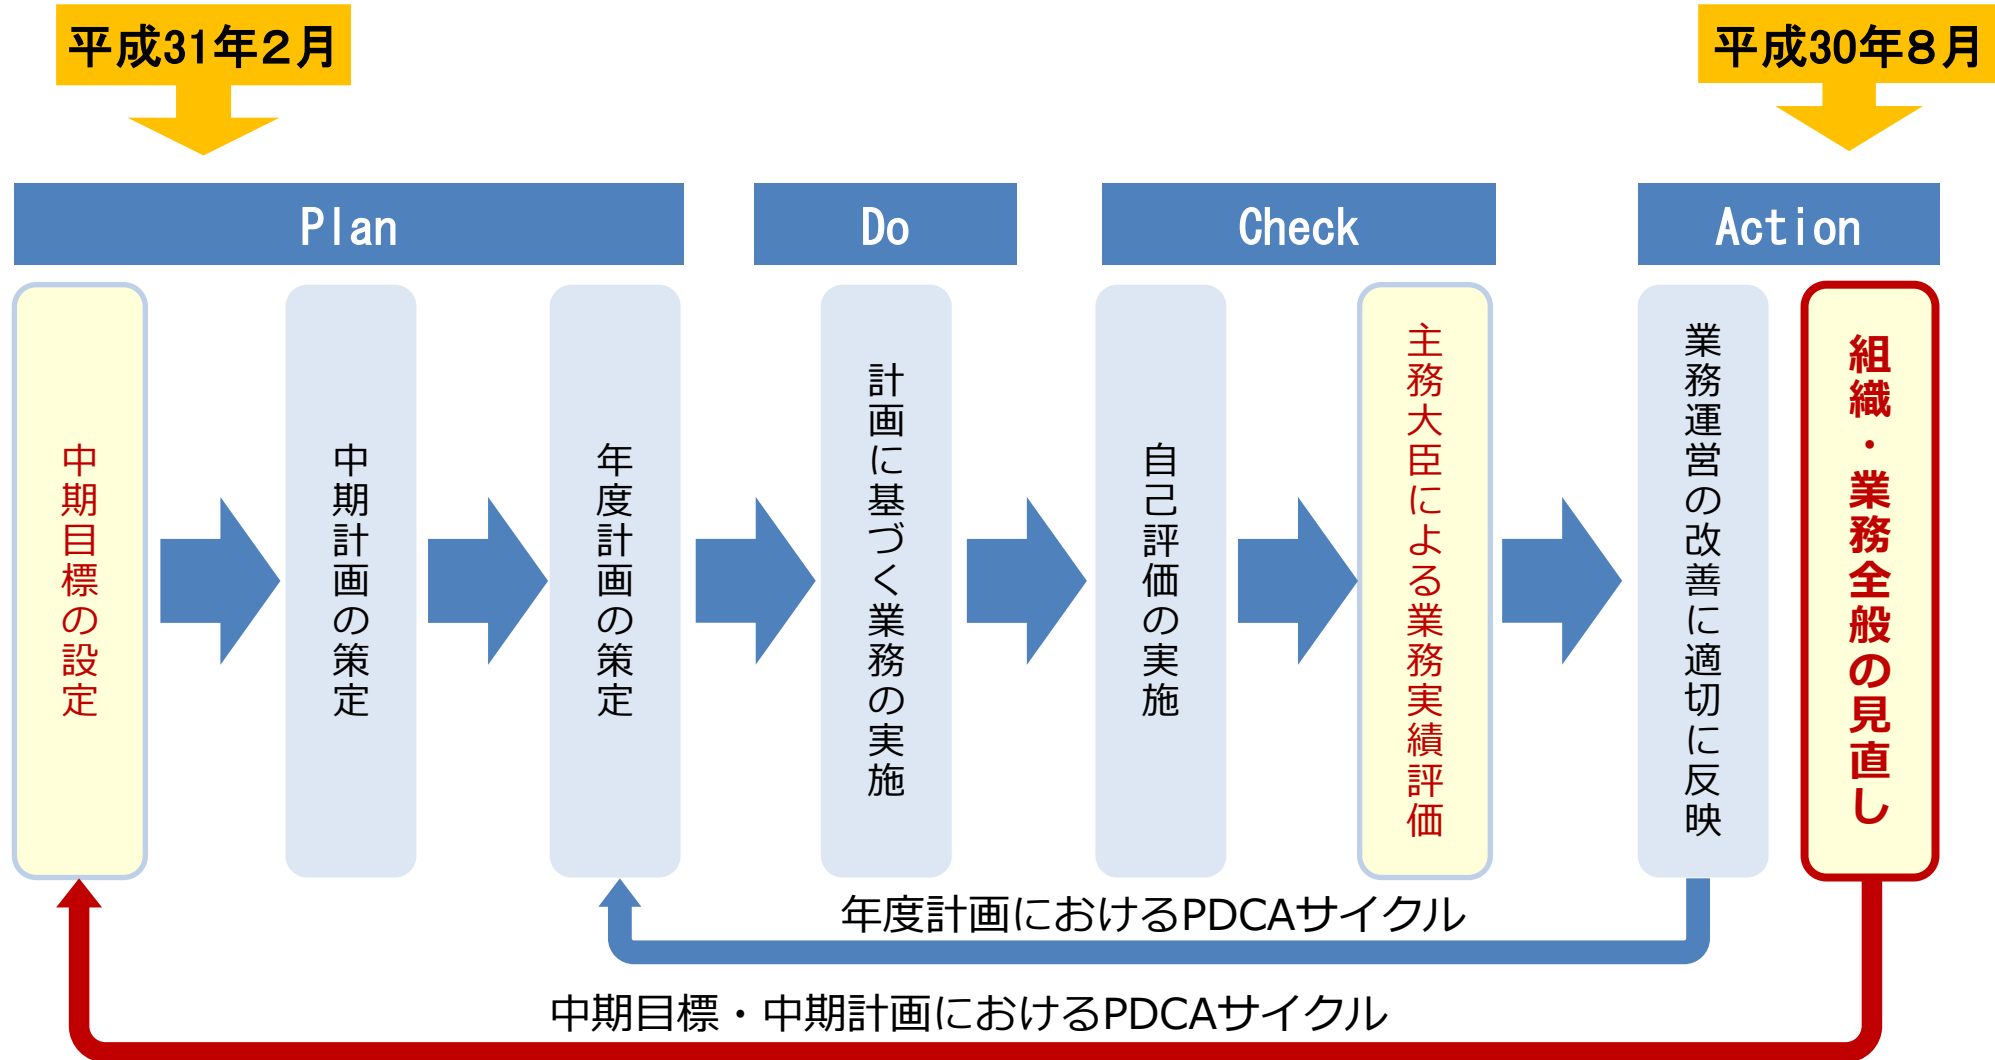 平成31年２月
平成30年８月
Plan
Do
Check
Action
中期目標の設定
中期計画の策定
年度計画の策定
計画に基づく業務の実施
自己評価の実施
主務大臣による業務実績評価
業務運営の改善に適切に反映
組織・業務全般の見直し
年度計画におけるPDCAサイクル
中期目標・中期計画におけるPDCAサイクル